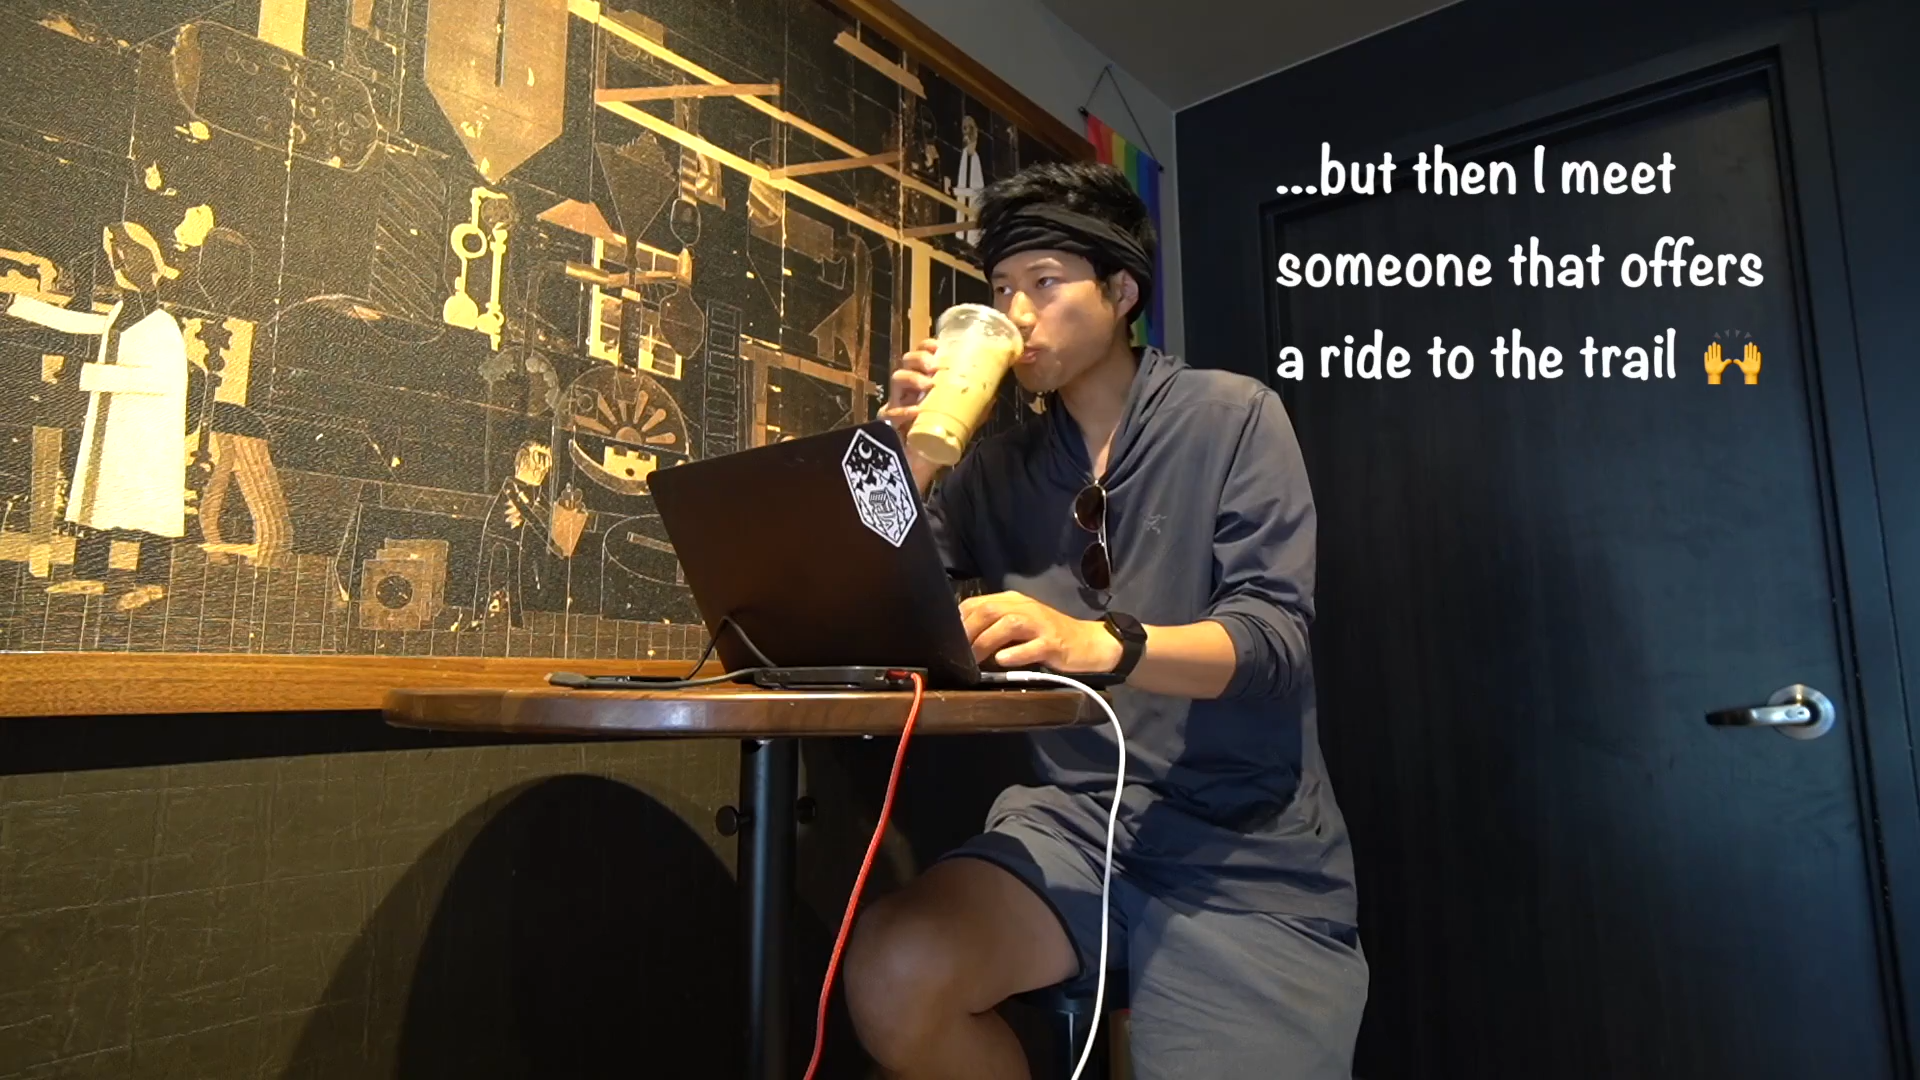 ...but then I meet
someone that offers
a ride to the trail 🙌